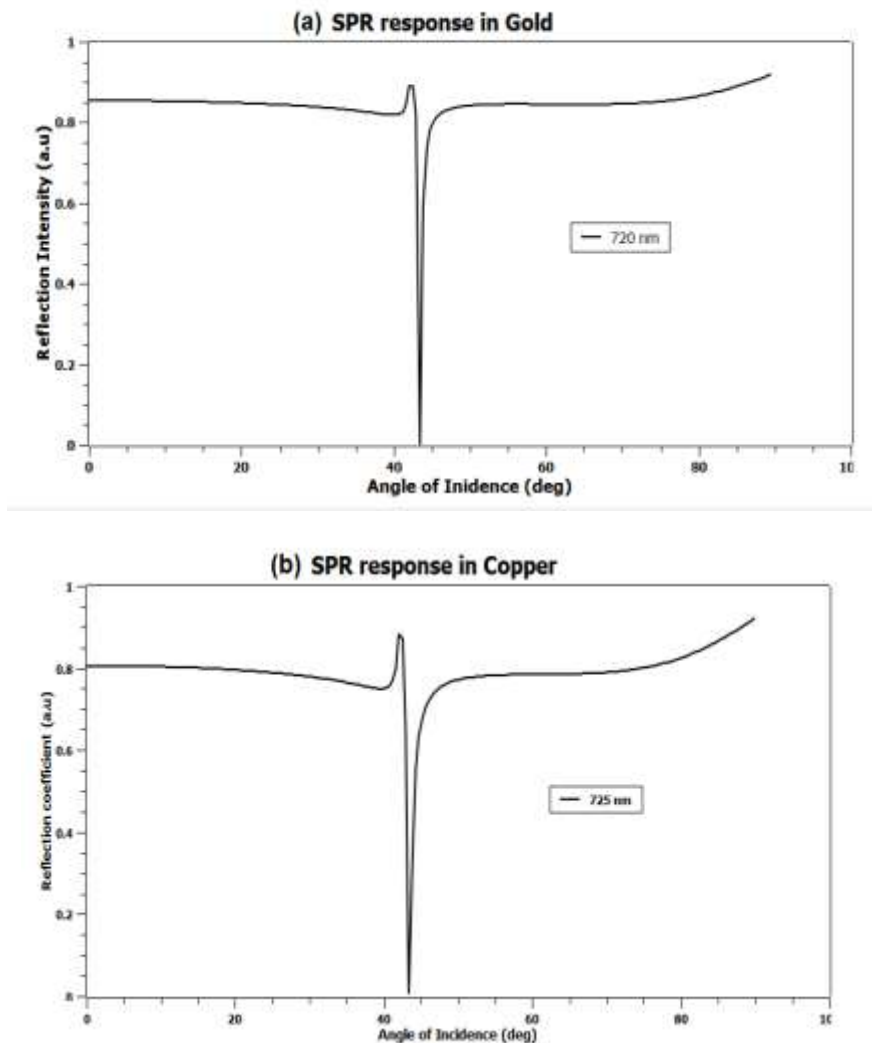 (a) SPR response in Gold
1
0.8
0.6
0.4
0.2
0
Reflection Intensity (a.u)
720 nm
0 20 40 60 80 10
Angle of Inidence (deg)
(b) SPR response in Copper
1
0.8
0.6
0.4
0.2
Reflection coefficient (a.u)
725 nm
0 20 40 60 80
Angle of Incidence (deg)